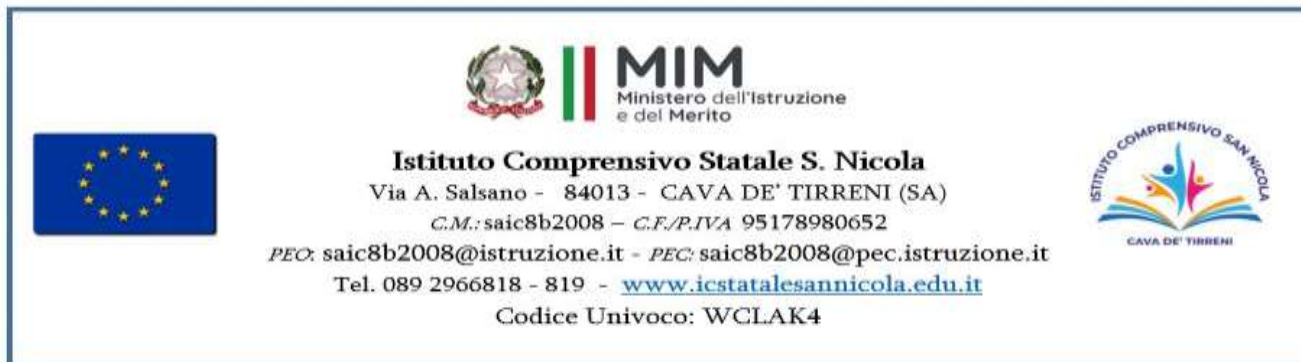 MIM
Ministero dell'Istruzione
e del Merito
Istituto Comprensivo Statale S. Nicola
Via A. Salsano - 84013 - CAVA DE' TIRRENI (SA)
C.M.: saic8b2008 – C.F./P.IVA 95178980652
PEO: saic8b2008@istruzione.it - PEC: saic8b2008@pec.istruzione.it
Tel. 089 2966818 - 819 - www.icstatalesannicola.edu.it
Codice Univoco: WCLAK4
ISTITUTO COMPRENSIVO SAN NICOLA
CAVA DE' TIRRENI